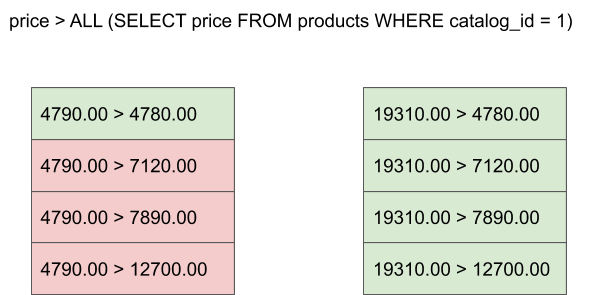 price > ALL (SELECT price FROM products WHERE catalog_id = 1)
4790.00 > 4780.00
4790.00 > 7120.00
4790.00 > 7890.00
4790.00 > 12700.00
19310.00 > 4780.00
19310.00 > 7120.00
19310.00 > 7890.00
19310.00 > 12700.00